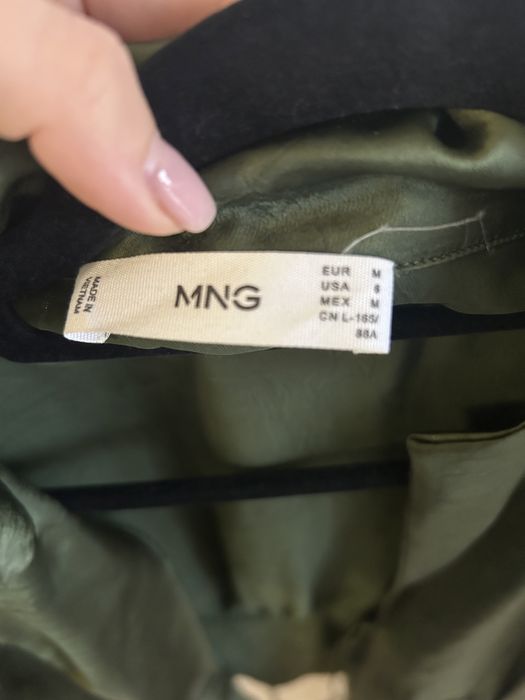 MADE IN
VIETNAM
MNG
EUR M
USA 6
MEX M
CN L-165/
88A